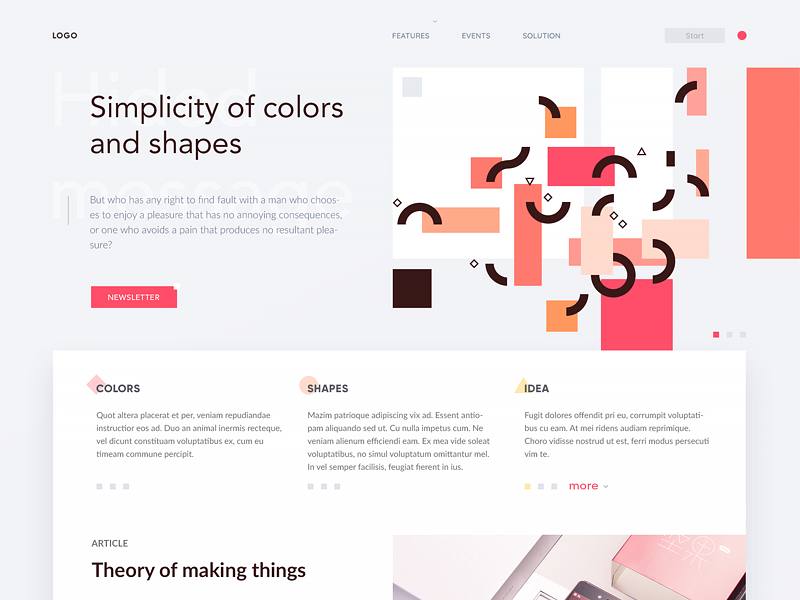 LOGO
FEATURES
EVENTS
SOLUTION
Start
Hided
message
Simplicity of colors
and shapes
But who has any right to find fault with a man who choos-
es to enjoy a pleasure that has no annoying consequences,
or one who avoids a pain that produces no resultant plea-
sure?
NEWSLETTER
COLORS
Quot altera placerat et per, veniam repudiandae
instructior eos ad. Duo an animal inermis recteque,
vel dicunt constituam voluptatibus ex, cum eu
timeam comnune percipit.
SHAPES
Mazim patrioque adipiscing vix ad. Essent antio-
pam aliquando sed ut. Cu nulla impetus cum. Ne
veniam alienum efficiendi eam. Ex mea vide soleat
voluptatibus, no simul voluptatum omittantur mel.
In vel semper facilisis, feugiat fierent in ius.
IDEA
Fugit dolores offendit pri eu, corrumpit voluptati-
bus cu eam. At mei ridens audiam reprimique.
Choro vidisse nostrud ut est, ferri modus persecuti
vim te.
more
ARTICLE
Theory of making things